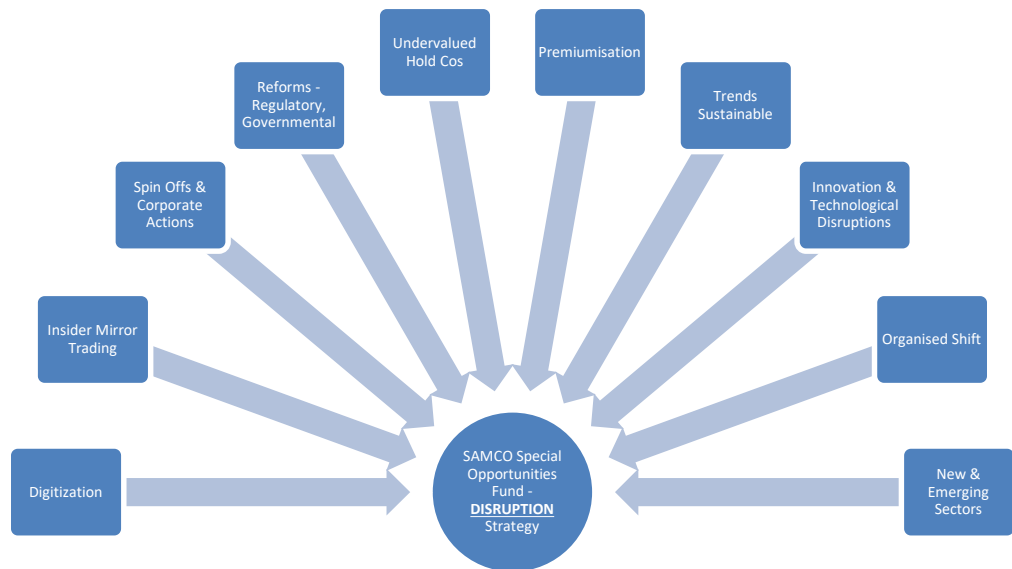 Digitization
Insider Mirror
Trading
Spin Offs &
Corporate
Actions
Reforms -
Regulatory,
Governmental
Undervalued
Hold Cos
Premiumisation
Trends
Sustainable
Innovation &
Technological
Disruptions
Organised Shift
New &
Emerging
Sectors
SAMCO Special
Opportunities
Fund -
DISRUPTION
Strategy